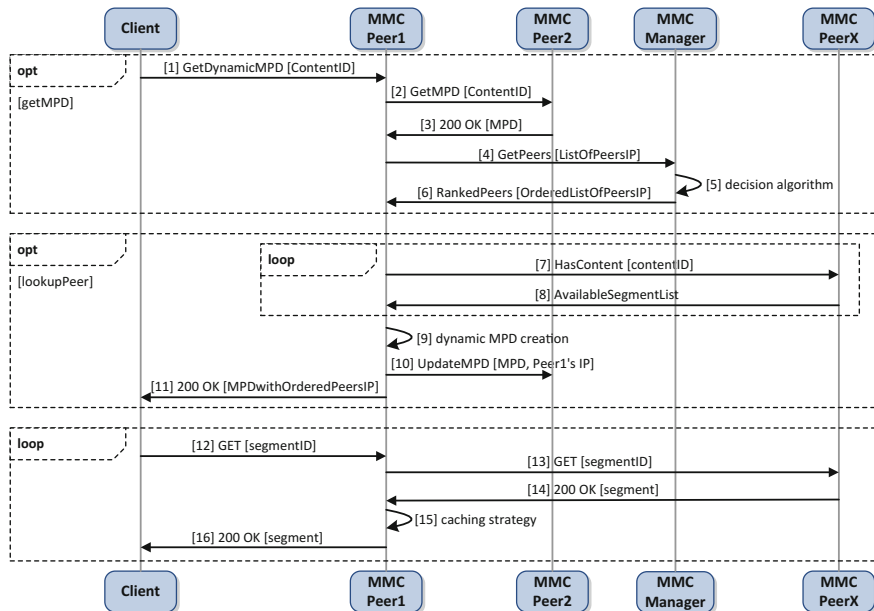 Client
MMC
Peer1
MMC
Peer2
MMC
Manager
MMC
PeerX
opt
[getMPD]
[1] GetDynamicMPD [ContentID]
[2] GetMPD [ContentID]
[3] 200 OK [MPD]
[4] GetPeers [ListOfPeersIP]
[5] decision algorithm
[6] RankedPeers [OrderedListOfPeersIP]
opt
[lookupPeer]
loop
[7] HasContent [contentID]
[8] AvailableSegmentList
[9] dynamic MPD creation
[10] UpdateMPD [MPD, Peer1's IP]
[11] 200 OK [MPDwithOrderedPeersIP]
loop
[12] GET [segmentID]
[13] GET [segmentID]
[14] 200 OK [segment]
[15] caching strategy
[16] 200 OK [segment]
Client
MMC
Peer1
MMC
Peer2
MMC
Manager
MMC
PeerX